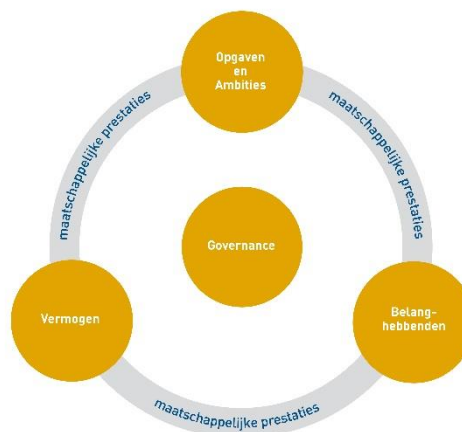 Opgaven
en
Ambities
maatschappelijke prestaties
maatschappelijke prestaties
Governance
Vermogen
Belang-
hebbenden
maatschappelijke prestaties